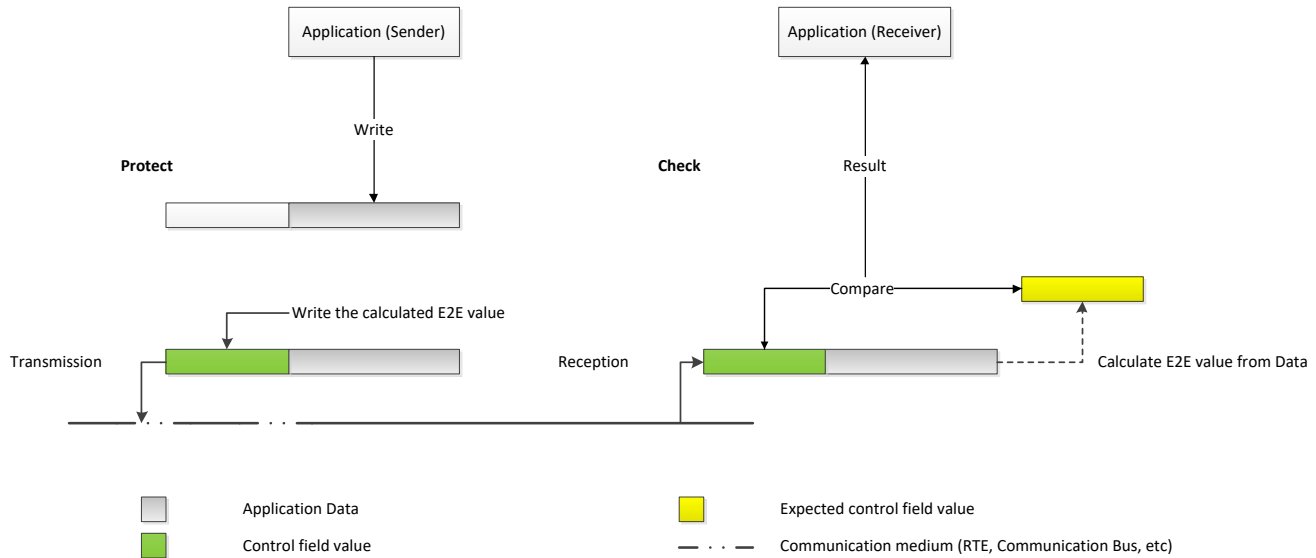 Application (Sender)
Application (Receiver)
Write
Protect
Check
Result
Compare
Write the calculated E2E value
Transmission
Reception
Calculate E2E value from Data
Application Data
Expected control field value
Control field value
Communication medium (RTE, Communication Bus, etc)